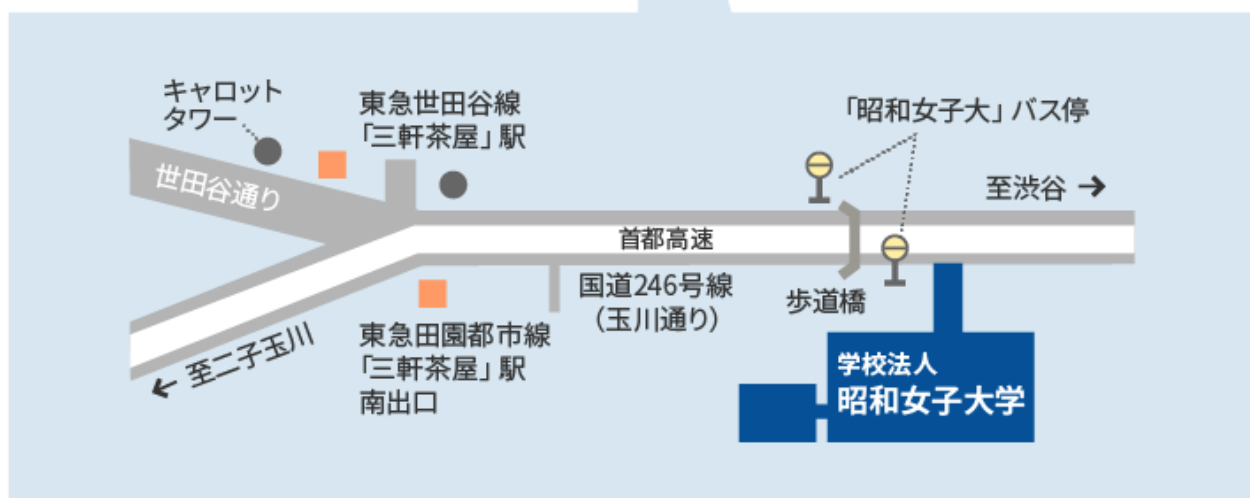 キャロット
タワー
東急世田谷線
「三軒茶屋」駅
「昭和女子大」バス停
世田谷通り
至渋谷 →
首都高速
国道246号線
（玉川通り）
歩道橋
← 至二子玉川
東急田園都市線
「三軒茶屋」駅
南出口
学校法人
昭和女子大学